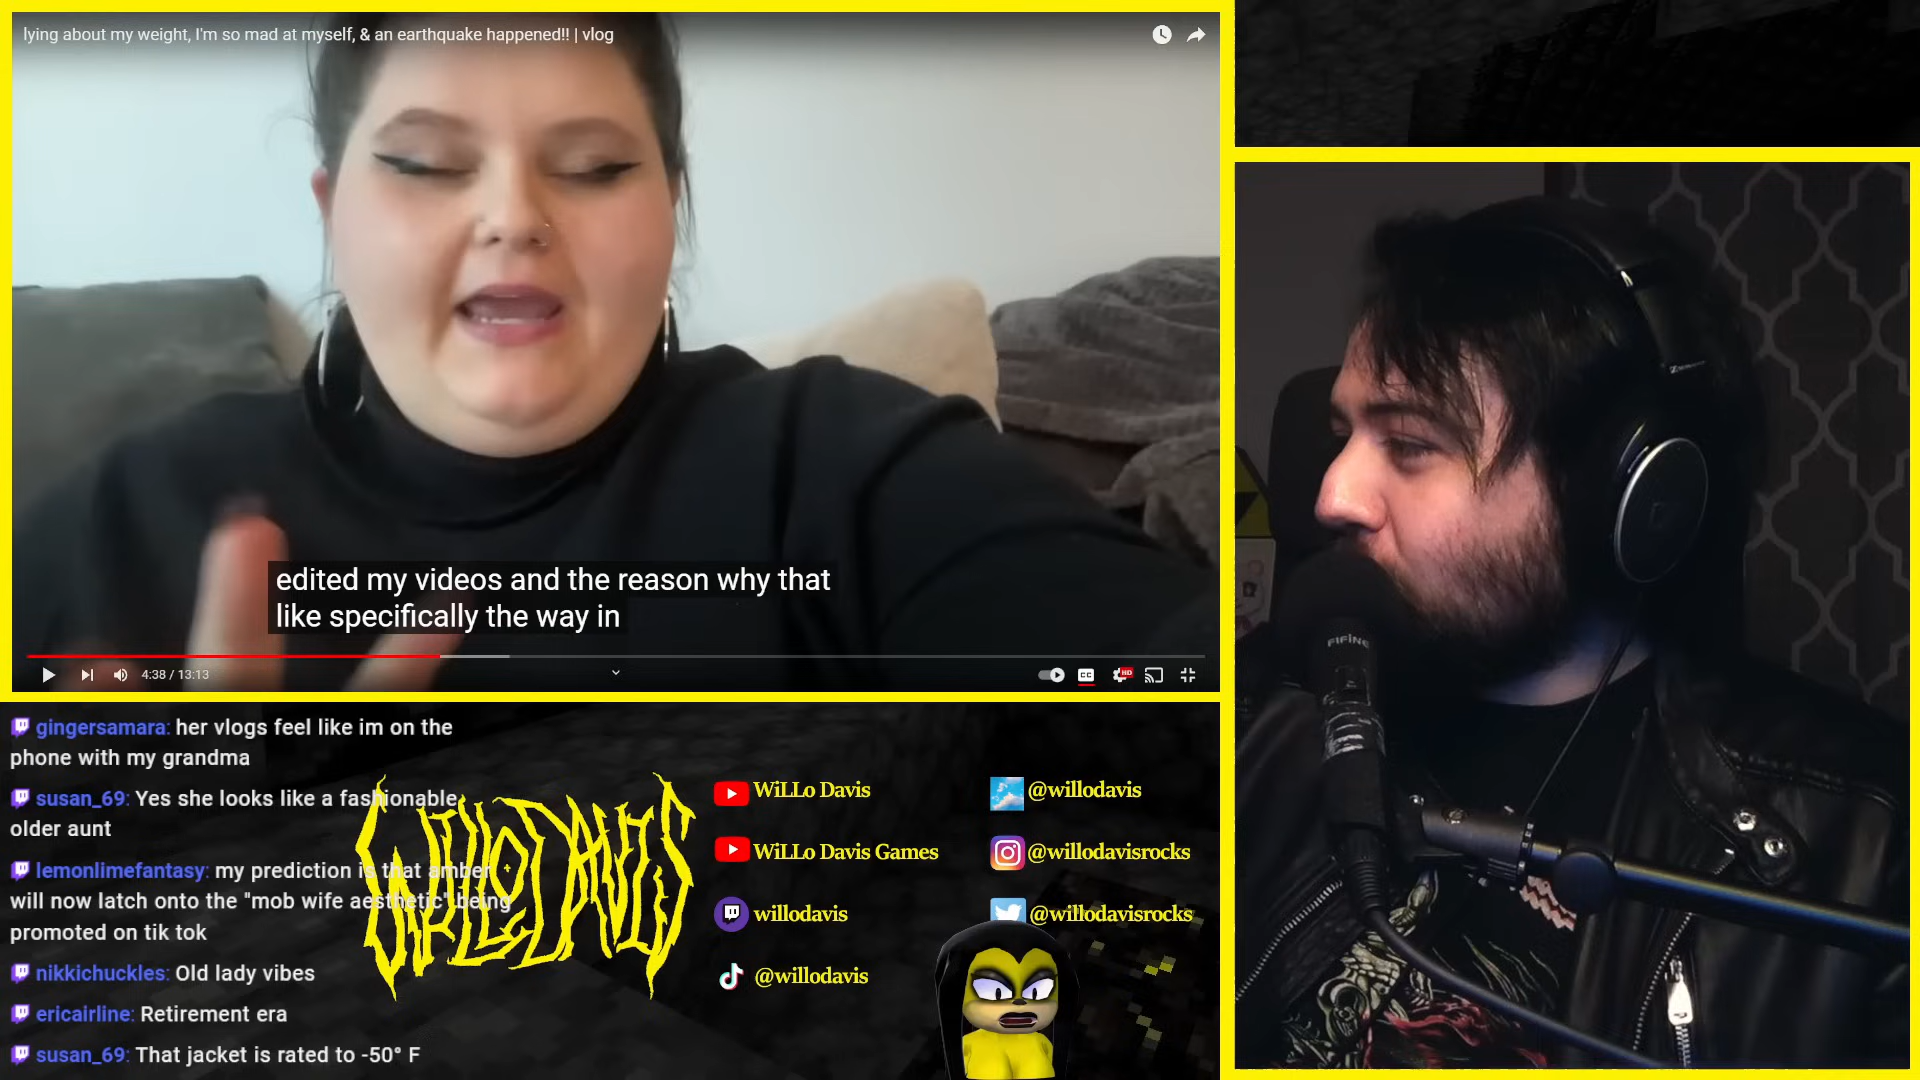 lying about my weight, I'm so mad at myself, & an earthquake happened!! | vlog
edited my videos and the reason why that
like specifically the way in
4:38 / 13:13
CC
HD
gingersamara: her vlogs feel like im on the
phone with my grandma
susan_69: Yes she looks like a fashionable
older aunt
lemonlimefantasy: my prediction is that amber
will now latch onto the "mob wife aesthetic" being
promoted on tik tok
nikkichuckles: Old lady vibes
ericairline: Retirement era
susan_69: That jacket is rated to -50° F
WILLO DAVIS
WiLLo Davis
WiLLo Davis Games
willodavis
@willodavis
@willodavis
@willodavisrocks
@willodavisrocks
FIFINE